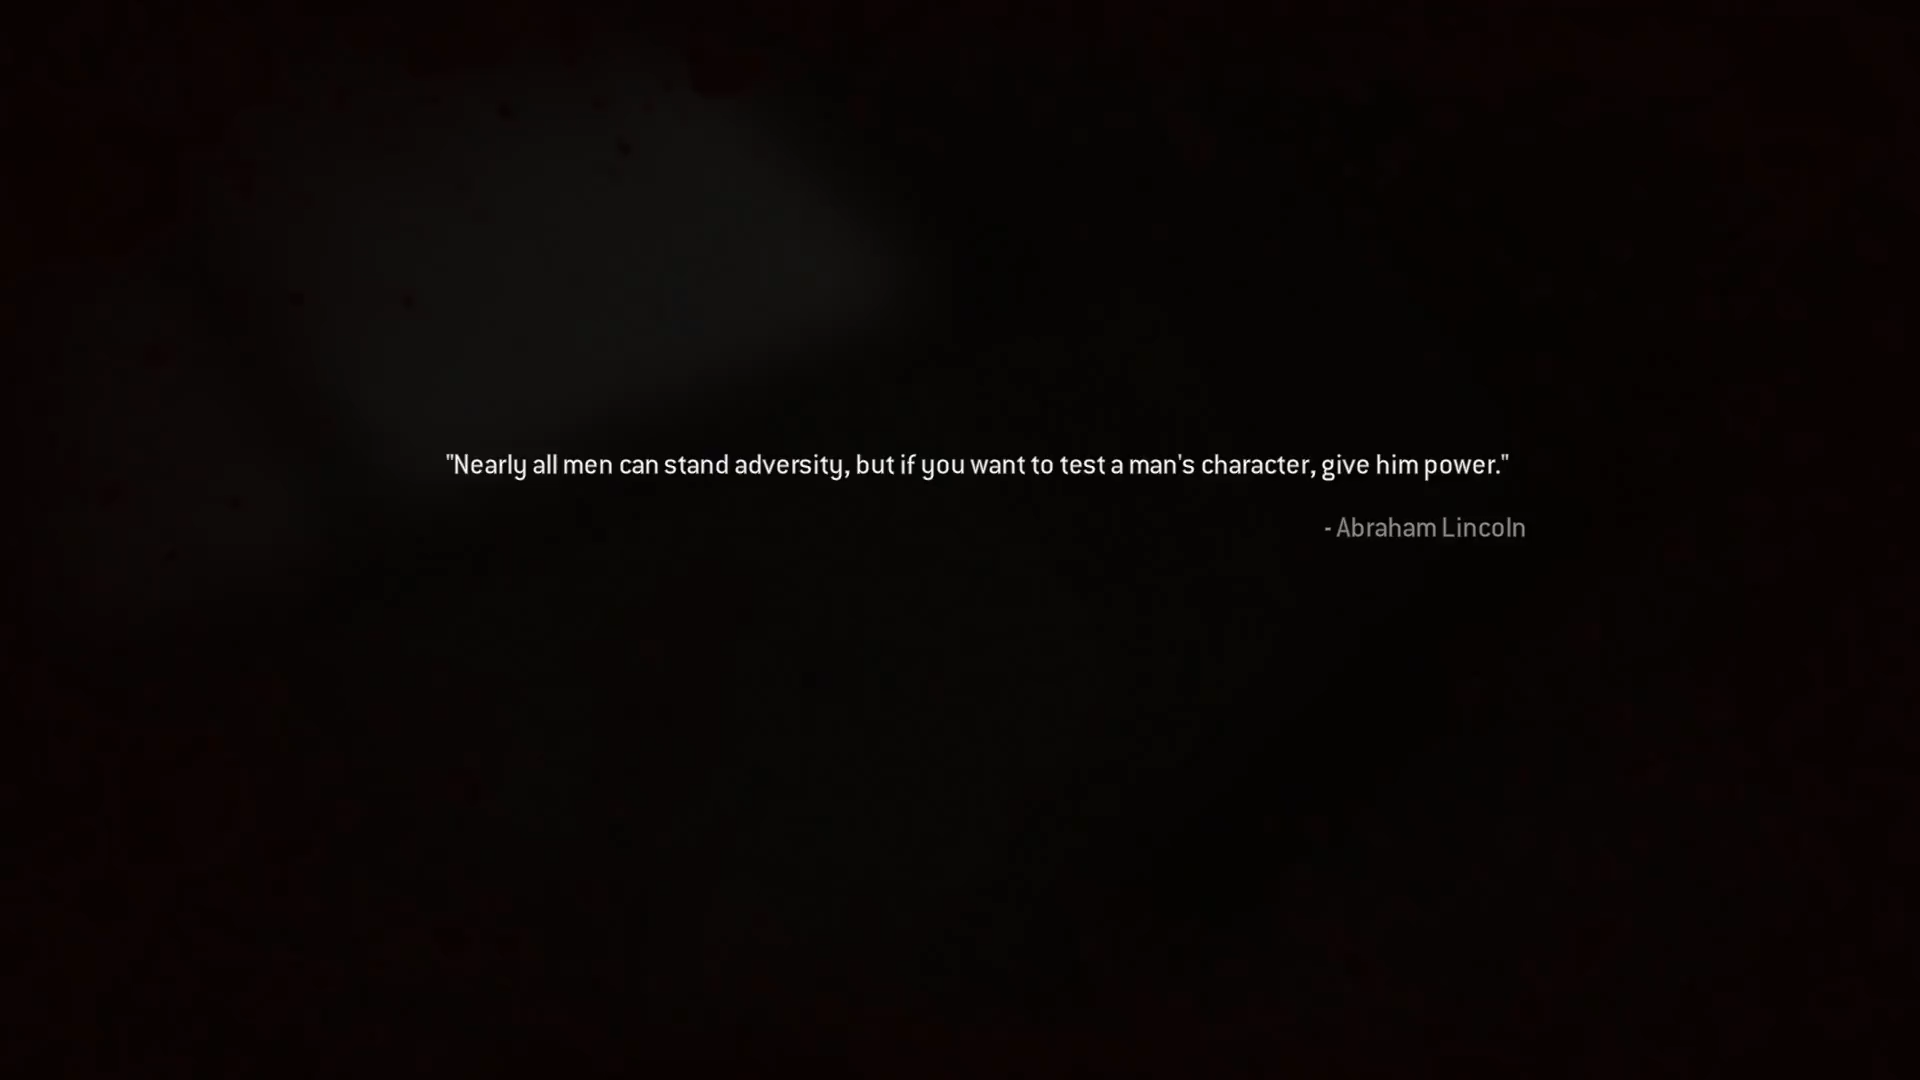 "Nearly all men can stand adversity, but if you want to test a man's character, give him power."
- Abraham Lincoln